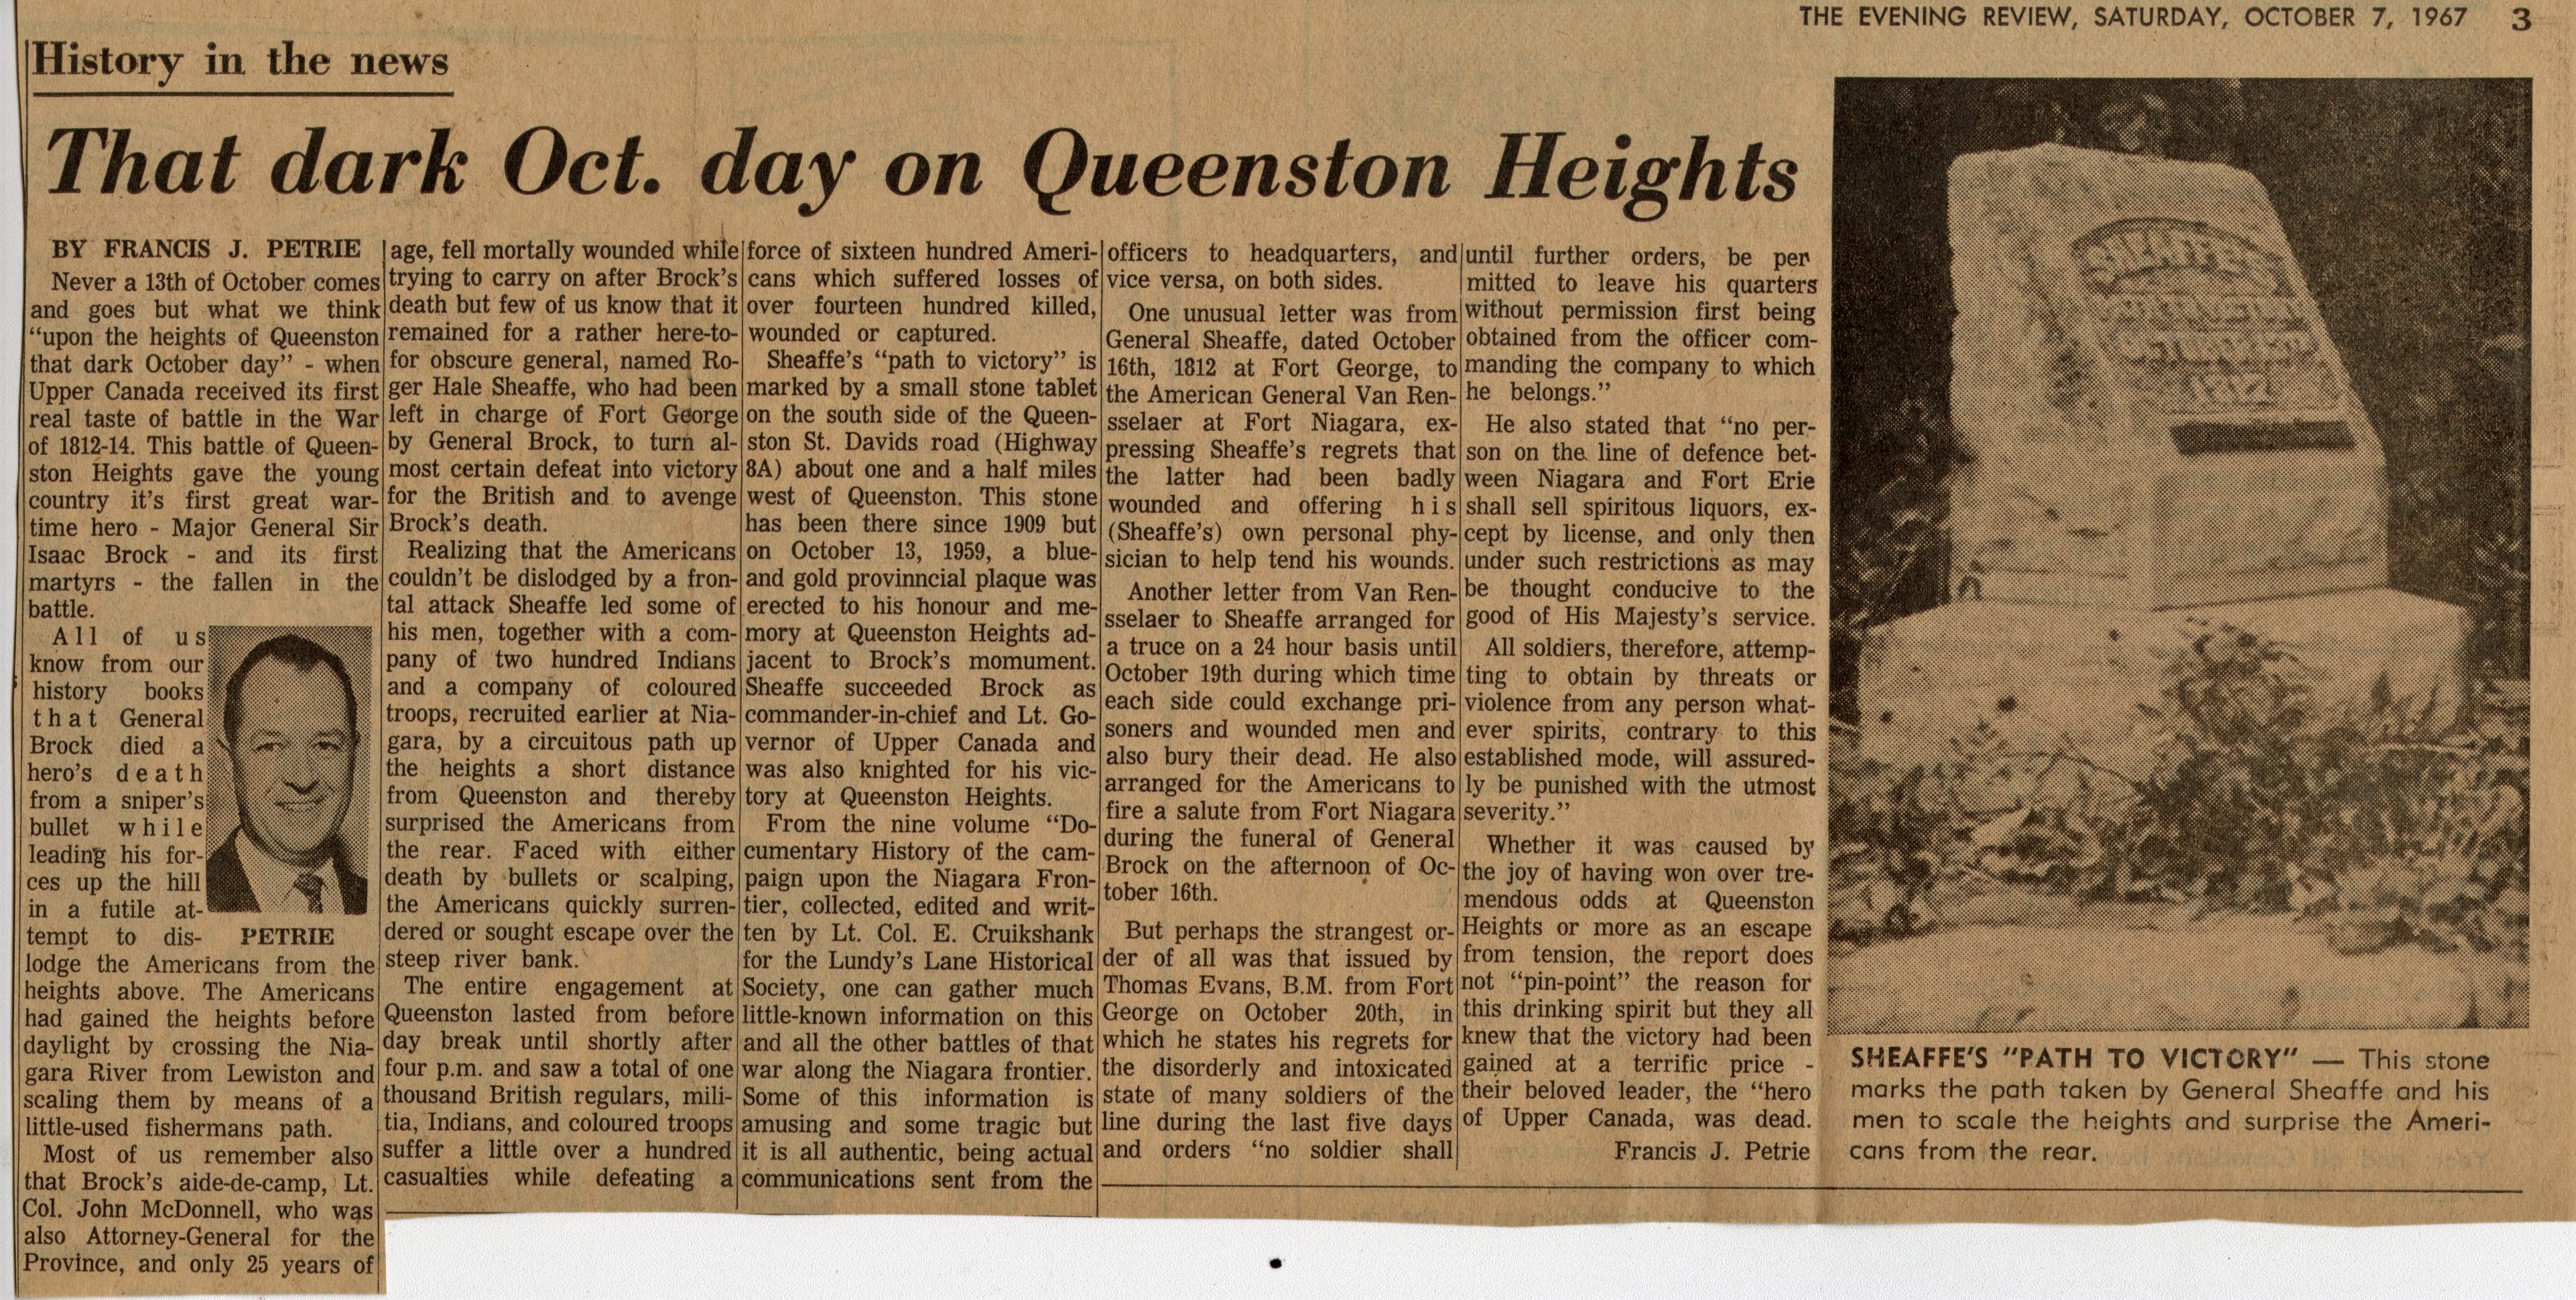 THE EVENING REVIEW, SATURDAY, OCTOBER 7, 1967 3
History in the news
That dark Oct. day on Queenston Heights
BY FRANCIS J. PETRIE
Never a 13th of October comes
and goes but what we think
“upon the heights of Queenston
that dark October day” - when
Upper Canada received its first
real taste of battle in the War
of 1812-14. This battle of Queen-
ston Heights gave the young
country it's first great war-
time hero - Major General Sir
Isaac Brock - and its first
martyrs - the fallen in the
battle.
All of us
know from our
history books
that General
Brock died a
hero's death
from a sniper's
bullet while
leading his for-
ces up the hill
in a futile at-
tempt to dis-
PETRIE
lodge the Americans from the
heights above. The Americans
had gained the heights before
daylight by crossing the Nia-
gara River from Lewiston and
scaling them by means of a
little-used fishermans path.
Most of us remember also
that Brock's aide-de-camp, Lt.
Col. John McDonnell, who was
also Attorney-General for the
Province, and only 25 years of
age, fell mortally wounded while
trying to carry on after Brock's
death but few of us know that it
remained for a rather here-to-
for obscure general, named Ro-
ger Hale Sheaffe, who had been
left in charge of Fort George
by General Brock, to turn al-
most certain defeat into victory
for the British and to avenge
Brock's death.
Realizing that the Americans
couldn't be dislodged by a fron-
tal attack Sheaffe led some of
his men, together with a com-
pany of two hundred Indians
and a company of coloured
troops, recruited earlier at Nia-
gara, by a circuitous path up
the heights a short distance
from Queenston and thereby
surprised the Americans from
the rear. Faced with either
death by bullets or scalping,
the Americans quickly surren-
dered or sought escape over the
steep river bank.
The entire engagement at
Queenston lasted from before
day break until shortly after
four p.m. and saw a total of one
thousand British regulars, mili-
tia, Indians, and coloured troops
suffer a little over a hundred
casualties while defeating a
force of sixteen hundred Ameri-
cans which suffered losses of
over fourteen hundred killed,
wounded or captured.
Sheaffe's “path to victory” is
marked by a small stone tablet
on the south side of the Queen-
ston St. Davids road (Highway
8A) about one and a half miles
west of Queenston. This stone
has been there since 1909 but
on October 13, 1959, a blue-
and gold provinncial plaque was
erected to his honour and me-
mory at Queenston Heights ad-
jacent to Brock's momument.
Sheaffe succeeded Brock as
commander-in-chief and Lt. Go-
vernor of Upper Canada and
was also knighted for his vic-
tory at Queenston Heights.
From the nine volume “Do-
cumentary History of the cam-
paign upon the Niagara Fron-
tier, collected, edited and writ-
ten by Lt. Col. E. Cruikshank
for the Lundy's Lane Historical
Society, one can gather much
little-known information on this
and all the other battles of that
war along the Niagara frontier.
Some of this information is
amusing and some tragic but
it is all authentic, being actual
communications sent from the
officers to headquarters, and
vice versa, on both sides.
One unusual letter was from
General Sheaffe, dated October
16th, 1812 at Fort George, to
the American General Van Ren-
sselaer at Fort Niagara, ex-
pressing Sheaffe's regrets that
the latter had been badly
wounded and offering his
(Sheaffe's) own personal phy-
sician to help tend his wounds.
Another letter from Van Ren-
sselaer to Sheaffe arranged for
a truce on a 24 hour basis until
October 19th during which time
each side could exchange pri-
soners and wounded men and
also bury their dead. He also
arranged for the Americans to
fire a salute from Fort Niagara
during the funeral of General
Brock on the afternoon of Oc-
tober 16th.
But perhaps the strangest or-
der of all was that issued by
Thomas Evans, B.M. from Fort
George on October 20th, in
which he states his regrets for
the disorderly and intoxicated
state of many soldiers of the
line during the last five days
and orders “no soldier shall
until further orders, be per
mitted to leave his quarters
without permission first being
obtained from the officer com-
manding the company to which
he belongs.”
He also stated that “no per-
son on the line of defence bet-
ween Niagara and Fort Erie
shall sell spiritous liquors, ex-
cept by license, and only then
under such restrictions as may
be thought conducive to the
good of His Majesty's service.
All soldiers, therefore, attemp-
ting to obtain by threats or
violence from any person what-
ever spirits, contrary to this
established mode, will assured-
ly be punished with the utmost
severity.”
Whether it was caused by
the joy of having won over tre-
mendous odds at Queenston
Heights or more as an escape
from tension, the report does
not “pin-point” the reason for
this drinking spirit but they all
knew that the victory had been
gained at a terrific price -
their beloved leader, the “hero
of Upper Canada, was dead.
Francis J. Petrie
1812
SHEAFFE'S “PATH TO VICTORY” — This stone
marks the path taken by General Sheaffe and his
men to scale the heights and surprise the Ameri-
cans from the rear.